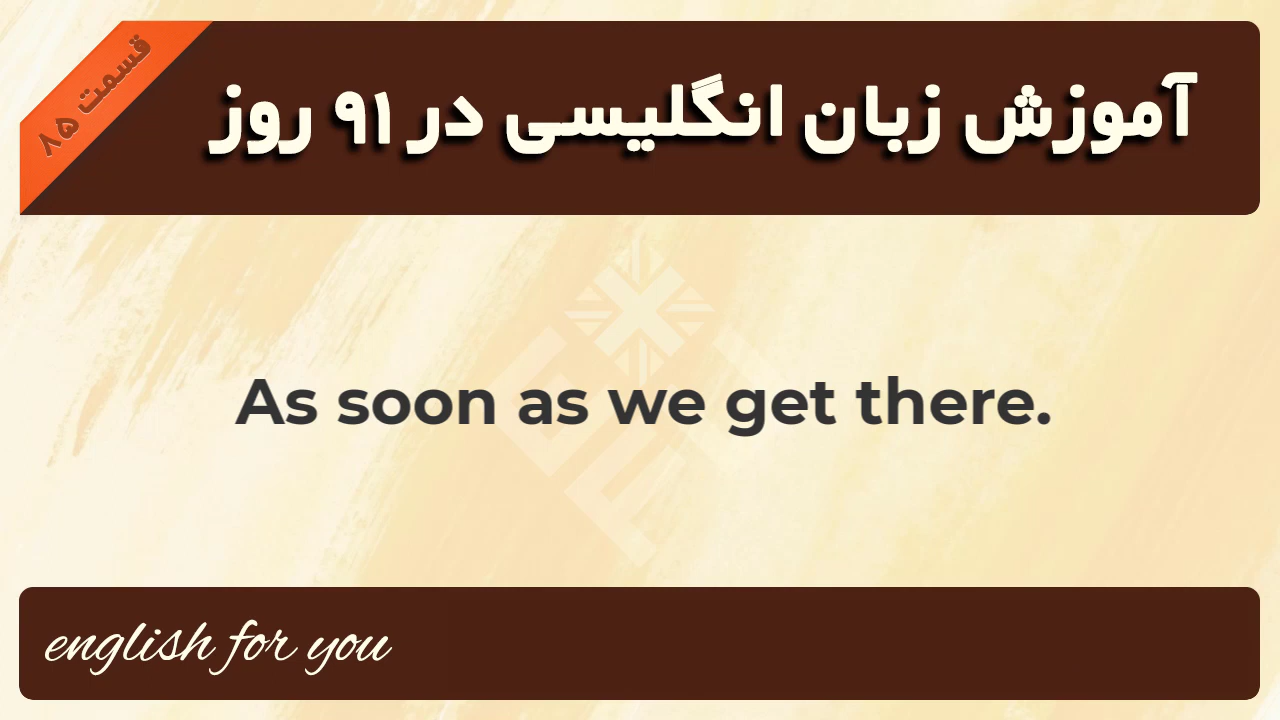 قسمت ۸۵
آموزش زبان انگلیسی در ۹۱ روز
As soon as we get there.
english for you